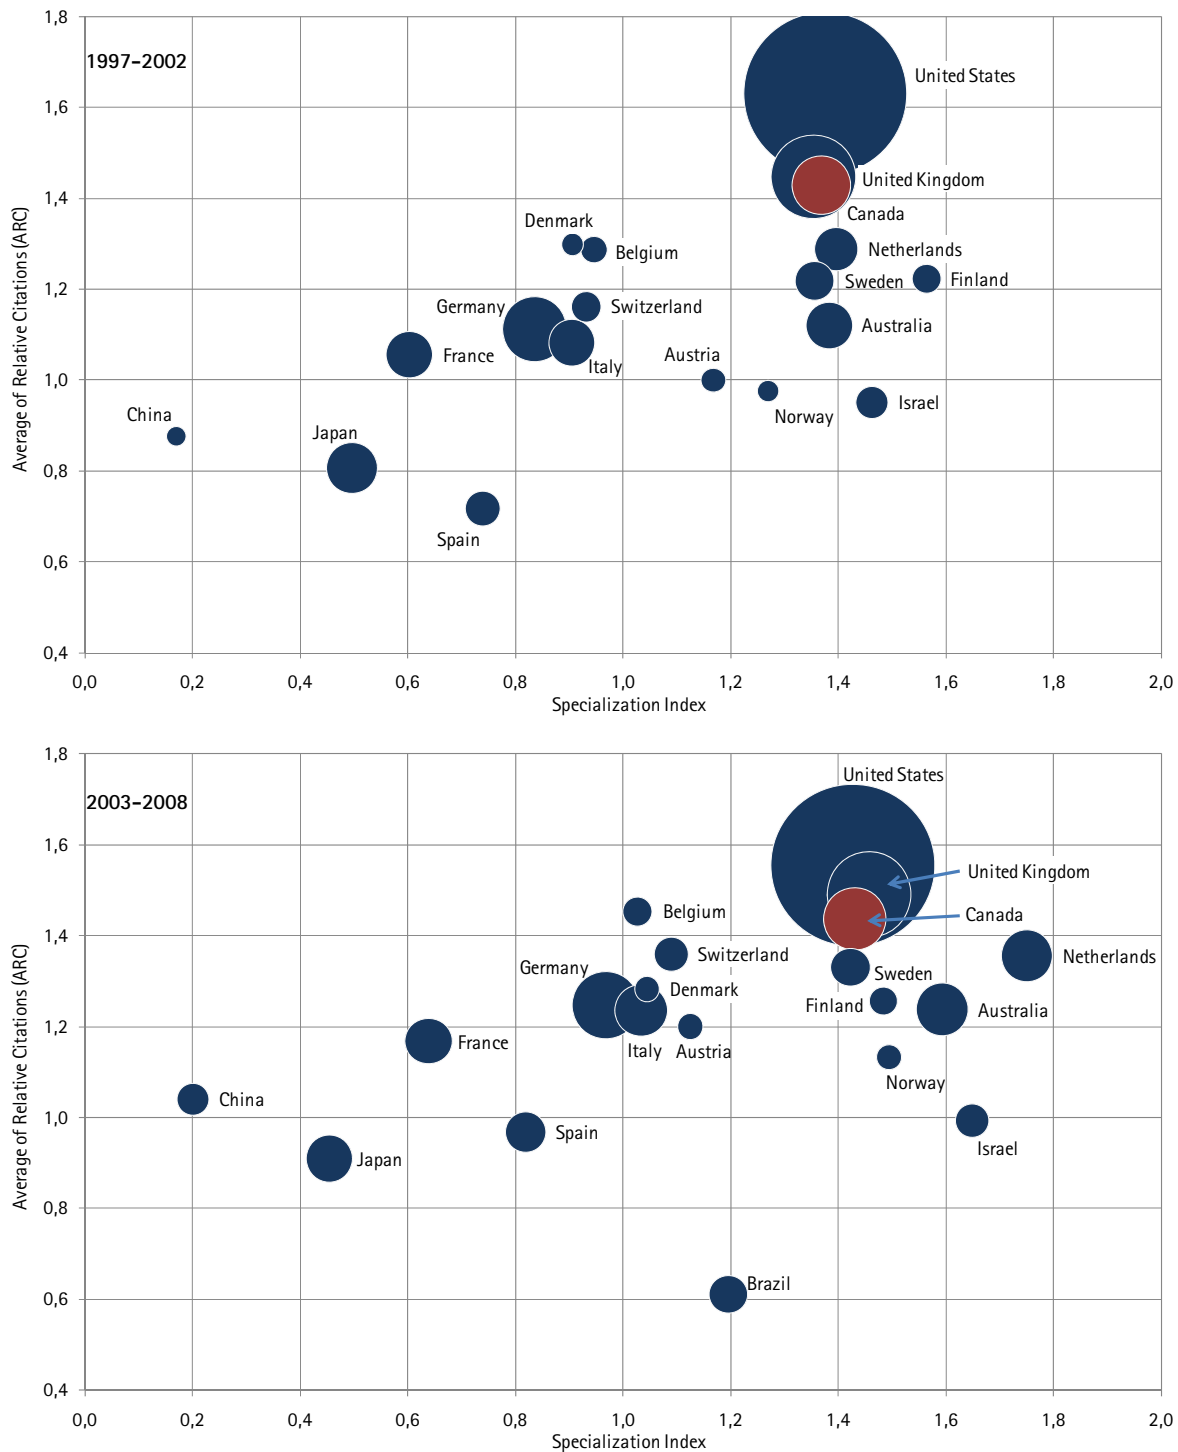 1,8
1997-2002
United States
1,6
United Kingdom
1,4
Canada
Denmark
Belgium
Netherlands
1,2
Sweden
Finland
Germany
Switzerland
Australia
France
Italy
Austria
1,0
Norway
Israel
China
Japan
0,8
Spain
0,6
0,4
Average of Relative Citations (ARC)
0,0 0,2 0,4 0,6 0,8 1,0 1,2 1,4 1,6 1,8 2,0
Specialization Index
1,8
2003-2008
United States
1,6
United Kingdom
Belgium
Canada
1,4
Switzerland
Netherlands
Germany
Denmark
Sweden
Finland
Australia
1,2
France
Italy
Austria
Norway
China
1,0
Spain
Israel
Japan
0,8
Brazil
0,6
0,4
Average of Relative Citations (ARC)
0,0 0,2 0,4 0,6 0,8 1,0 1,2 1,4 1,6 1,8 2,0
Specialization Index